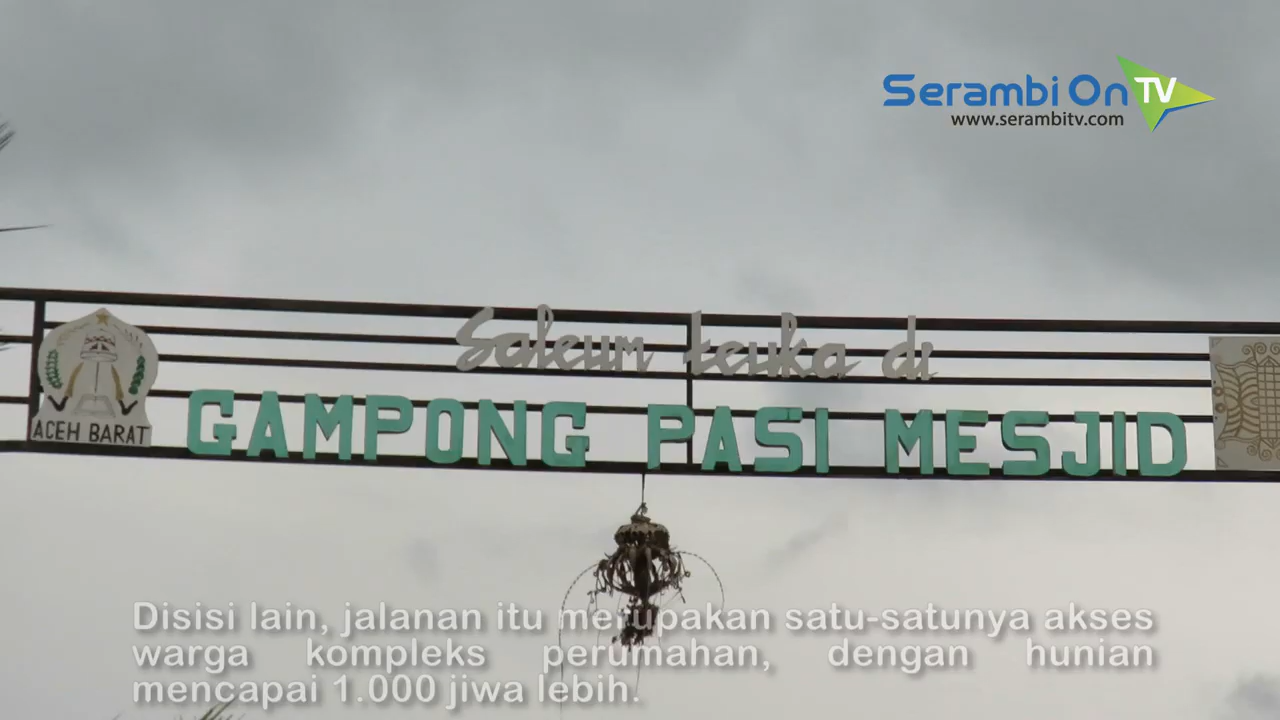 Serambi On TV
www.serambitv.com
Saleum teuka di
GAMPONG PASI MESJID
ACEH BARAT
Disisi lain, jalanan itu merupakan satu-satunya akses
warga kompleks perumahan, dengan hunian
mencapai 1.000 jiwa lebih.